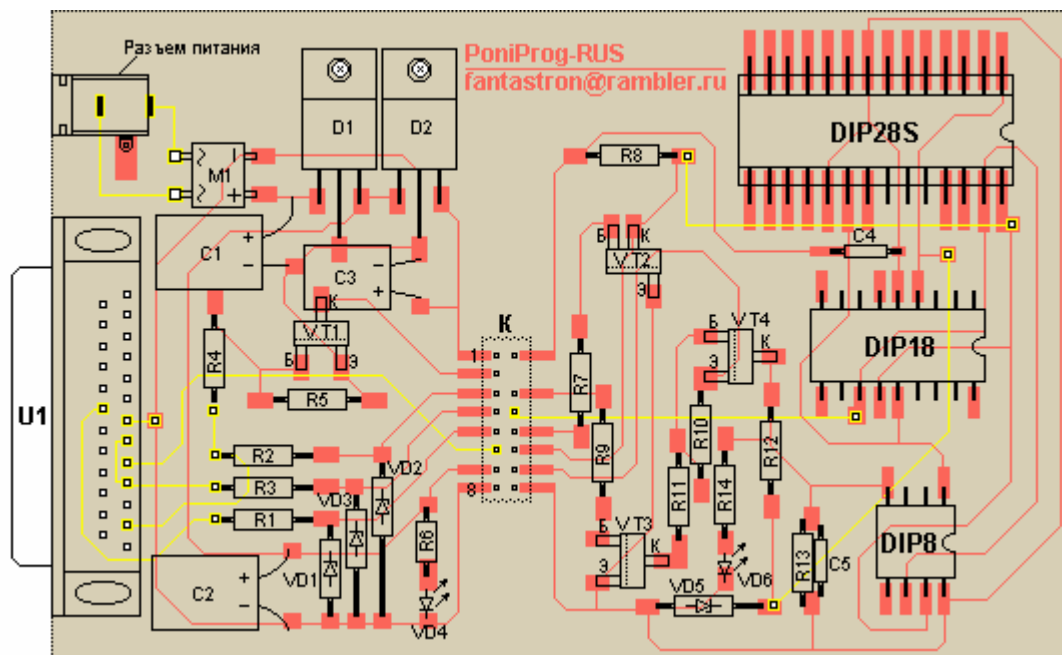 Разъем питания
PoniProg-RUS
fantastron@rambler.ru
D1
D2
DIP28S
M1
R8
C1
C3
C4
Б
К
VT2
Э
К
VT1
Б
Э
R4
R5
К
1
8
Б
VT4
Э
К
DIP18
R7
U1
R10
R12
R9
R2
VD2
R3
VD3
R1
R11
R14
R6
Б
VT3
К
Э
DIP8
R13
C5
C2
VD1
VD4
VD5
VD6